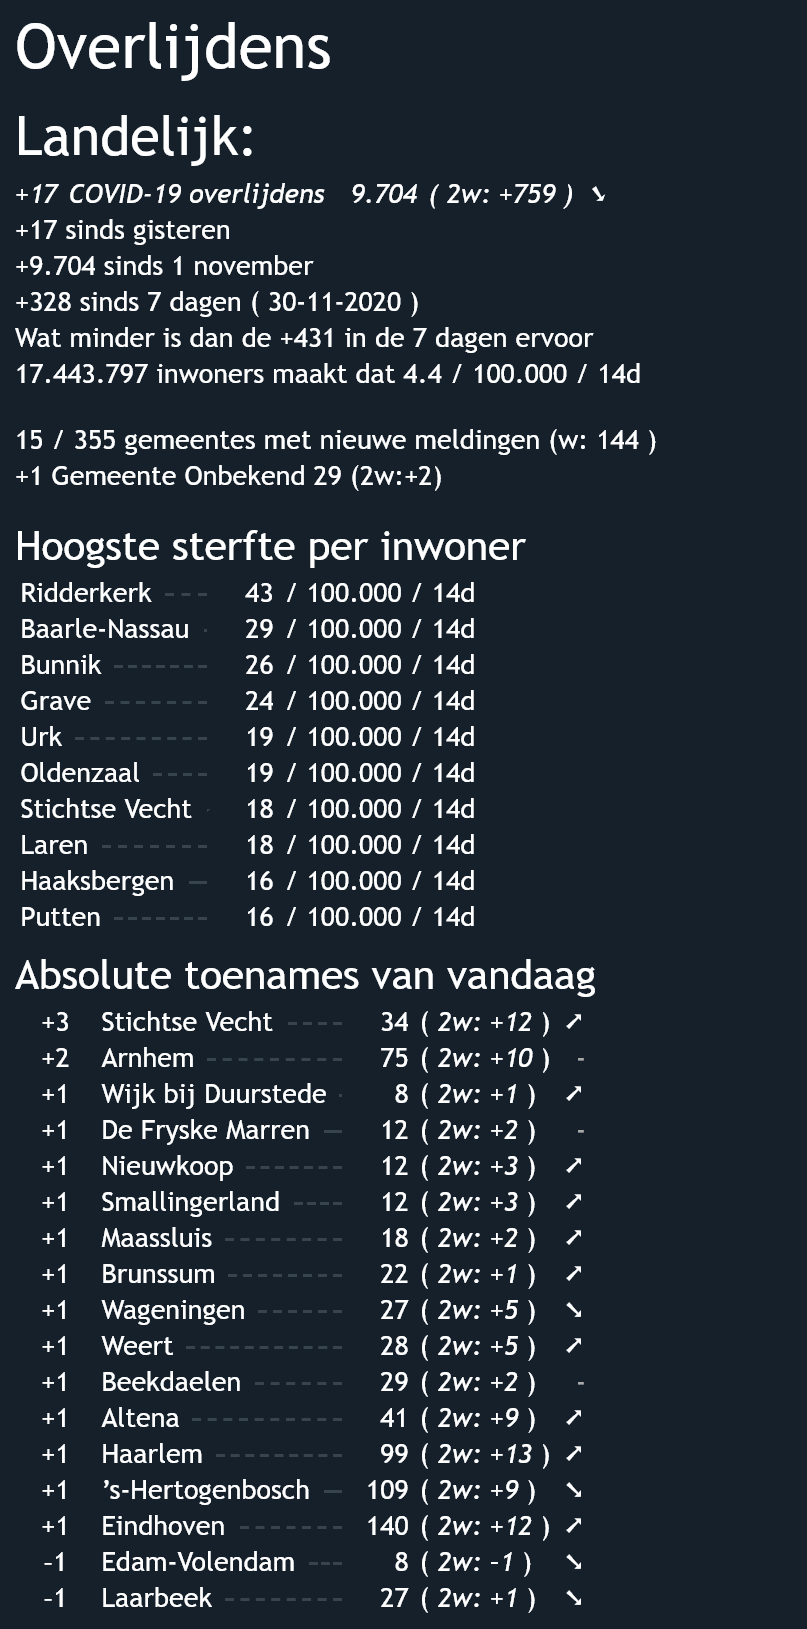 Overlijdens
Landelijk:
+17 COVID-19 overlijdens 9.704 ( 2w: +759 ) ➘
+17 sinds gisteren
+9.704 sinds 1 november
+328 sinds 7 dagen ( 30-11-2020 )
Wat minder is dan de +431 in de 7 dagen ervoor
17.443.797 inwoners maakt dat 4.4 / 100.000 / 14d
15 / 355 gemeentes met nieuwe meldingen (w: 144 )
+1 Gemeente Onbekend 29 (2w:+2)
Hoogste sterfte per inwoner
Ridderkerk --- 43 / 100.000 / 14d
Baarle-Nassau 29 / 100.000 / 14d
Bunnik ------- 26 / 100.000 / 14d
Grave ------- 24 / 100.000 / 14d
Urk --------- 19 / 100.000 / 14d
Oldenzaal ---- 19 / 100.000 / 14d
Stichtse Vecht 18 / 100.000 / 14d
Laren ------- 18 / 100.000 / 14d
Haaksbergen — 16 / 100.000 / 14d
Putten ------- 16 / 100.000 / 14d
Absolute toenames van vandaag
+3 Stichtse Vecht ---- 34 ( 2w: +12 ) ➚
+2 Arnhem --------- 75 ( 2w: +10 ) -
+1 Wijk bij Duurstede 8 ( 2w: +1 ) ➚
+1 De Fryske Marren — 12 ( 2w: +2 ) -
+1 Nieuwkoop ------- 12 ( 2w: +3 ) ➚
+1 Smallingerland ---- 12 ( 2w: +3 ) ➚
+1 Maassluis -------- 18 ( 2w: +2 ) ➚
+1 Brunssum -------- 22 ( 2w: +1 ) ➚
+1 Wageningen ------ 27 ( 2w: +5 ) ➘
+1 Weert ----------- 28 ( 2w: +5 ) ➚
+1 Beekdaelen ------ 29 ( 2w: +2 ) -
+1 Altena ---------- 41 ( 2w: +9 ) ➚
+1 Haarlem --------- 99 ( 2w: +13 ) ➚
+1 ’s-Hertogenbosch — 109 ( 2w: +9 ) ➘
+1 Eindhoven ------- 140 ( 2w: +12 ) ➚
-1 Edam-Volendam --- 8 ( 2w: -1 ) ➘
-1 Laarbeek -------- 27 ( 2w: +1 ) ➘